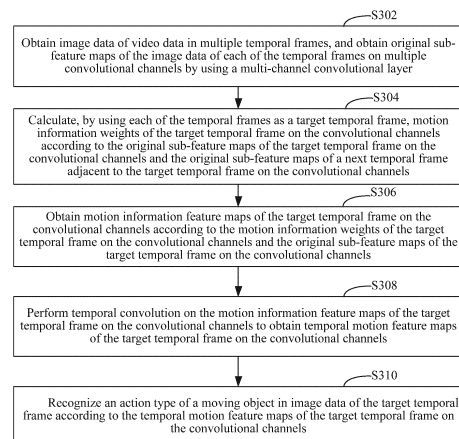 S302
Obtain image data of video data in multiple temporal frames, and obtain original sub-
feature maps of the image data of each of the temporal frames on multiple
convolutional channels by using a multi-channel convolutional layer
S304
Calculate, by using each of the temporal frames as a target temporal frame, motion
information weights of the target temporal frame on the convolutional channels
according to the original sub-feature maps of the target temporal frame on the
convolutional channels and the original sub-feature maps of a next temporal frame
adjacent to the target temporal frame on the convolutional channels
S306
Obtain motion information feature maps of the target temporal frame on the
convolutional channels according to the motion information weights of the target
temporal frame on the convolutional channels and the original sub-feature maps of the
target temporal frame on the convolutional channels
S308
Perform temporal convolution on the motion information feature maps of the target
temporal frame on the convolutional channels to obtain temporal motion feature maps
of the target temporal frame on the convolutional channels
S310
Recognize an action type of a moving object in image data of the target temporal
frame according to the temporal motion feature maps of the target temporal frame on
the convolutional channels